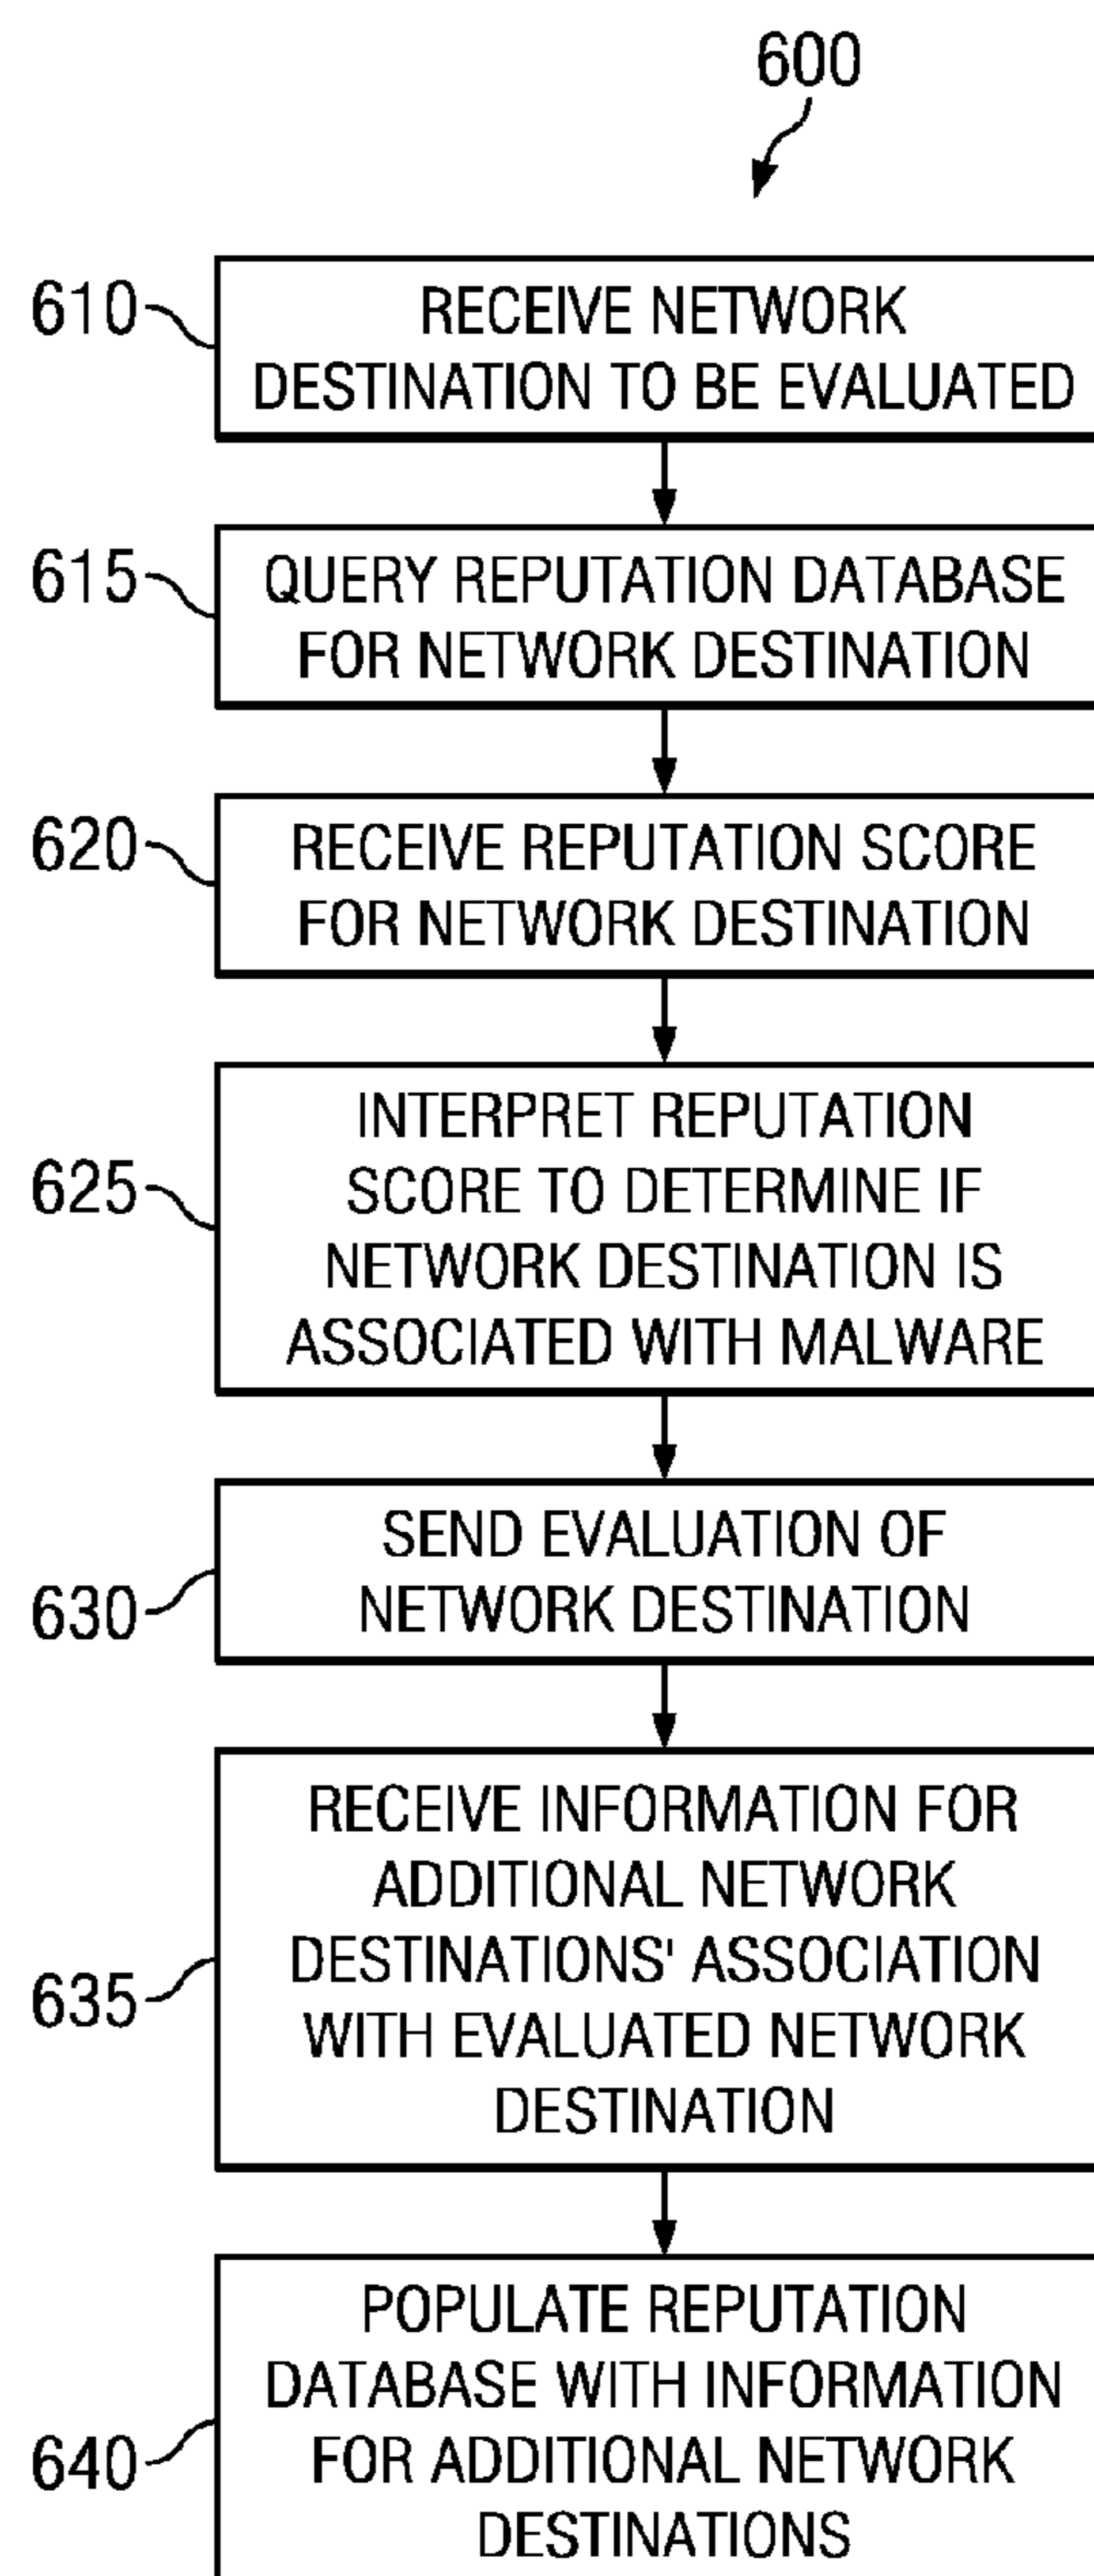 600
610
RECEIVE NETWORK
DESTINATION TO BE EVALUATED
615
QUERY REPUTATION DATABASE
FOR NETWORK DESTINATION
620
RECEIVE REPUTATION SCORE
FOR NETWORK DESTINATION
625
INTERPRET REPUTATION
SCORE TO DETERMINE IF
NETWORK DESTINATION IS
ASSOCIATED WITH MALWARE
630
SEND EVALUATION OF
NETWORK DESTINATION
635
RECEIVE INFORMATION FOR
ADDITIONAL NETWORK
DESTINATIONS' ASSOCIATION
WITH EVALUATED NETWORK
DESTINATION
640
POPULATE REPUTATION
DATABASE WITH INFORMATION
FOR ADDITIONAL NETWORK
DESTINATIONS